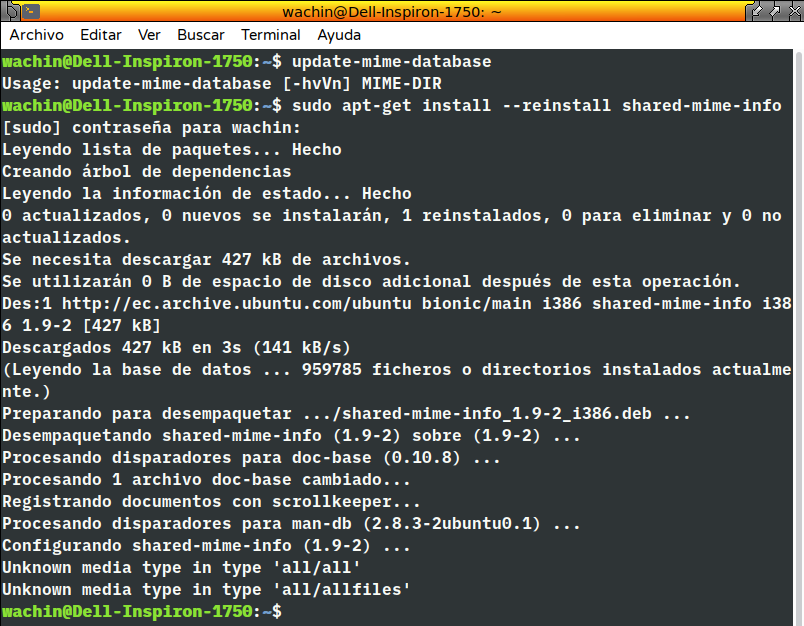 wachin@Dell-Inspiron-1750: ~
Archivo Editar Ver Buscar Terminal Ayuda
wachin@Dell-Inspiron-1750:~$ update-mime-database
Usage: update-mime-database [-hvVn] MIME-DIR
wachin@Dell-Inspiron-1750:~$ sudo apt-get install --reinstall shared-mime-info
[sudo] contraseña para wachin:
Leyendo lista de paquetes... Hecho
Creando árbol de dependencias
Leyendo la información de estado... Hecho
0 actualizados, 0 nuevos se instalarán, 1 reinstalados, 0 para eliminar y 0 no
actualizados.
Se necesita descargar 427 kB de archivos.
Se utilizarán 0 B de espacio de disco adicional después de esta operación.
Des:1 http://ec.archive.ubuntu.com/ubuntu bionic/main i386 shared-mime-info i38
6 1.9-2 [427 kB]
Descargados 427 kB en 3s (141 kB/s)
(Leyendo la base de datos ... 959785 ficheros o directorios instalados actualme
nte.)
Preparando para desempaquetar .../shared-mime-info_1.9-2_i386.deb ...
Desempaquetando shared-mime-info (1.9-2) sobre (1.9-2) ...
Procesando disparadores para doc-base (0.10.8) ...
Procesando 1 archivo doc-base cambiado...
Registrando documentos con scrollkeeper...
Procesando disparadores para man-db (2.8.3-2ubuntu0.1) ...
Configurando shared-mime-info (1.9-2) ...
Unknown media type in type 'all/all'
Unknown media type in type 'all/allfiles'
wachin@Dell-Inspiron-1750:~$